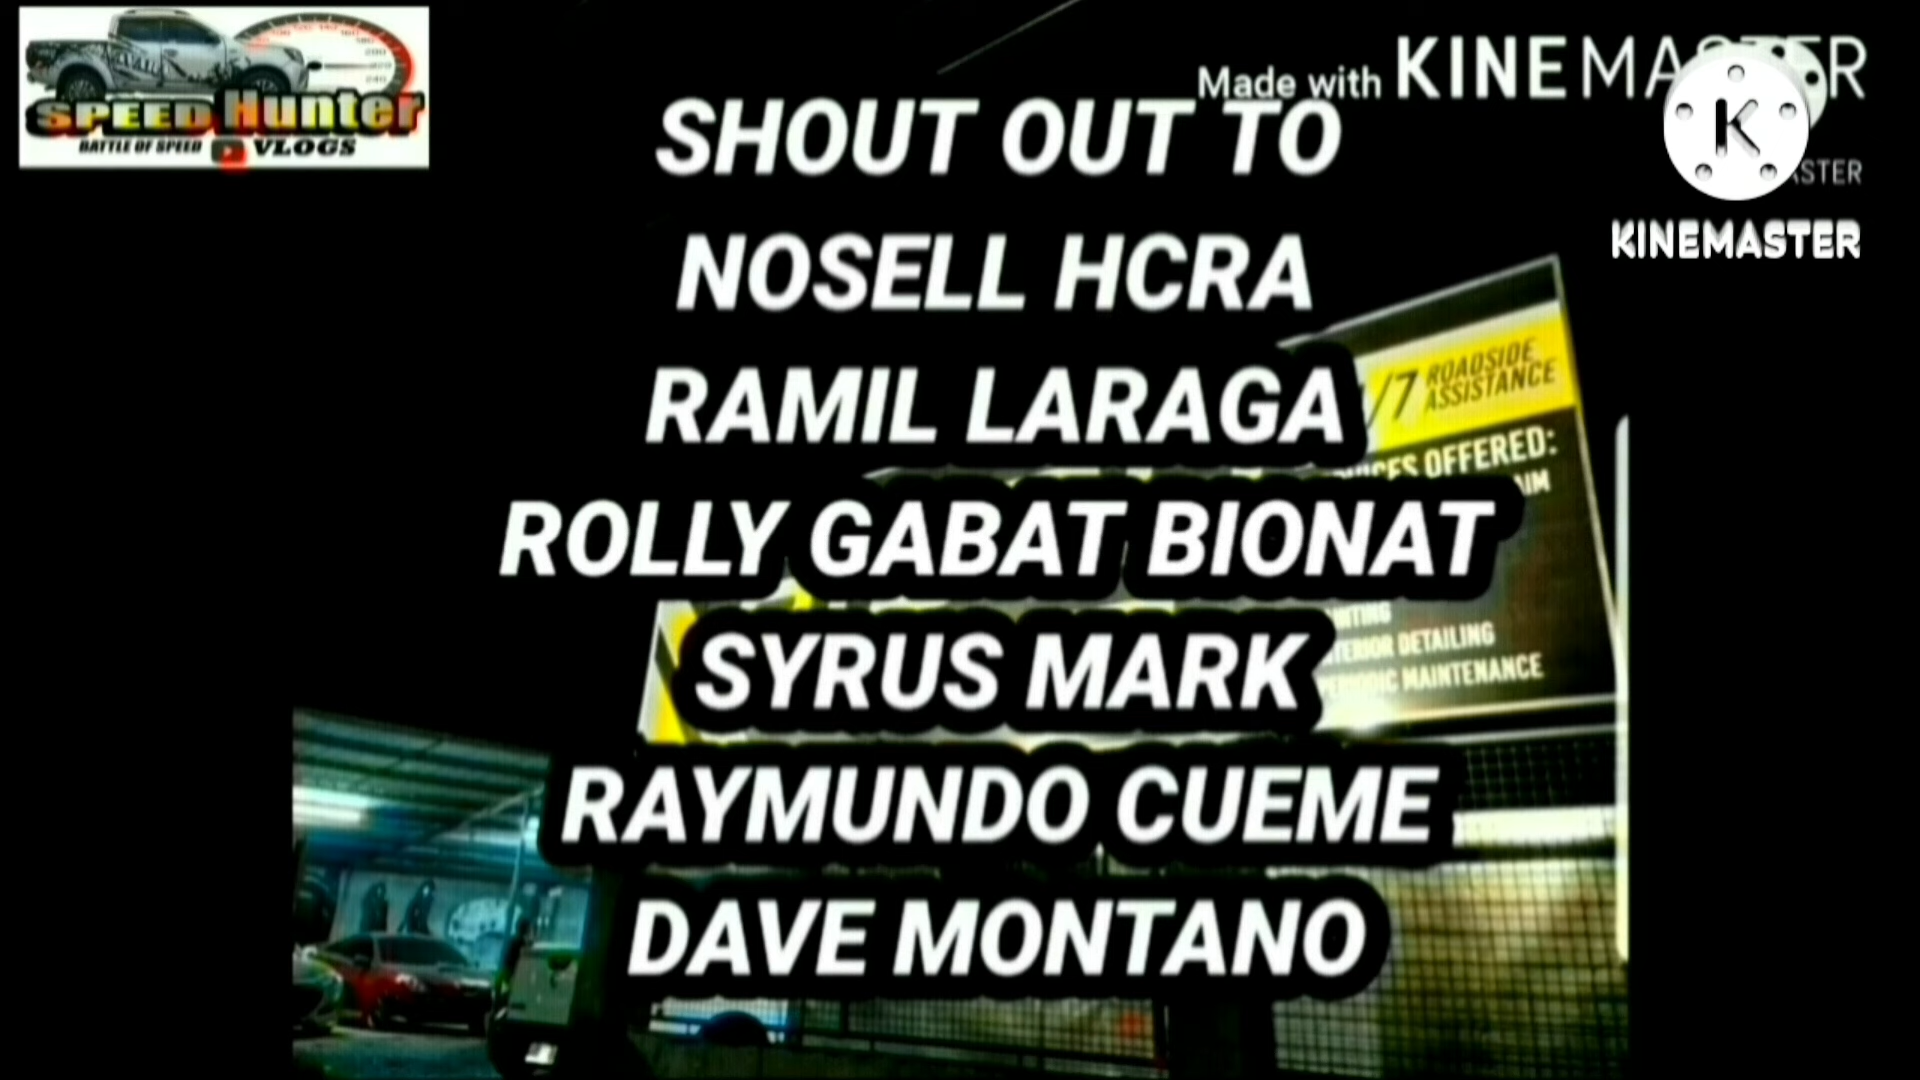 SPEED Hunter
BATTLE OF SPEED VLOGS
Made with KINEMASTER
KINEMASTER
SHOUT OUT TO
NOSELL HCRA
RAMIL LARAGA
ROLLY GABAT BIONAT
SYRUS MARK
RAYMUNDO CUEME
DAVE MONTANO
/7 ROADSIDE
ASSISTANCE
OFFERED:
DETAILING
MAINTENANCE